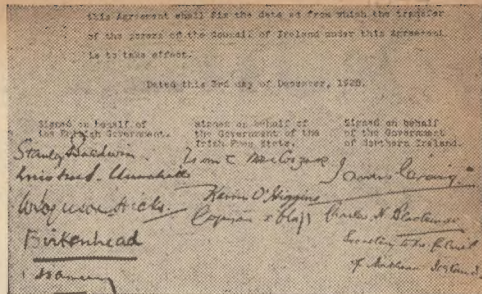 this Agreement shall fix the date as from which the transfer
of the powers of the Council of Ireland under this Agreement
is to take effect.
Dated this 3rd day of December, 1925.
Signed on behalf of the British Government.
Signed on behalf of the Government of the Irish Free State.
Signed on behalf of the Government of Northern Ireland.
Stanley Baldwin
Winston S. Churchill
Birkenhead
Kevin O'Higgins
James Craig
Charles H. Blackmore
Secretary to the Cabinet
of Northern Ireland